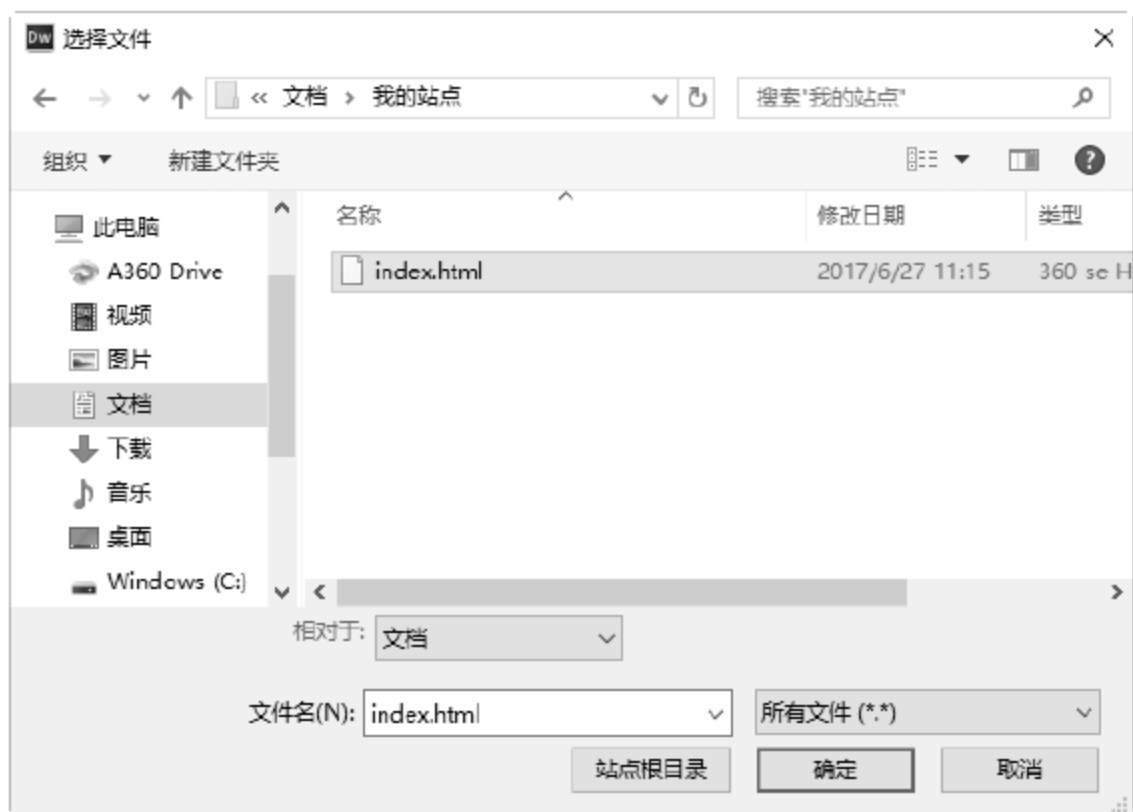 Dw 选择文件
« 文档 › 我的站点
搜索"我的站点"
组织 新建文件夹
此电脑
A360 Drive
视频
图片
文档
下载
音乐
桌面
Windows (C:)
名称 修改日期 类型
index.html 2017/6/27 11:15 360 se H
相对于: 文档
文件名(N): index.html 所有文件 (*.*)
站点根目录 确定 取消